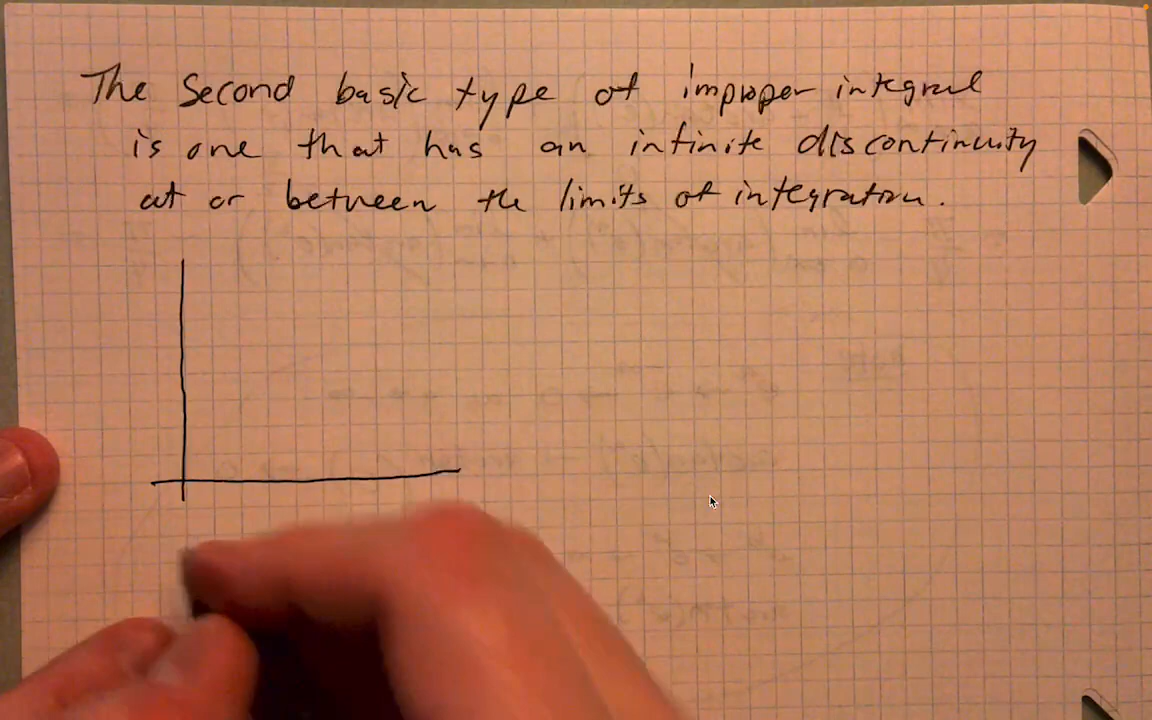 The second basic type of improper integral
is one that has an infinite discontinuity
at or between the limits of integration.